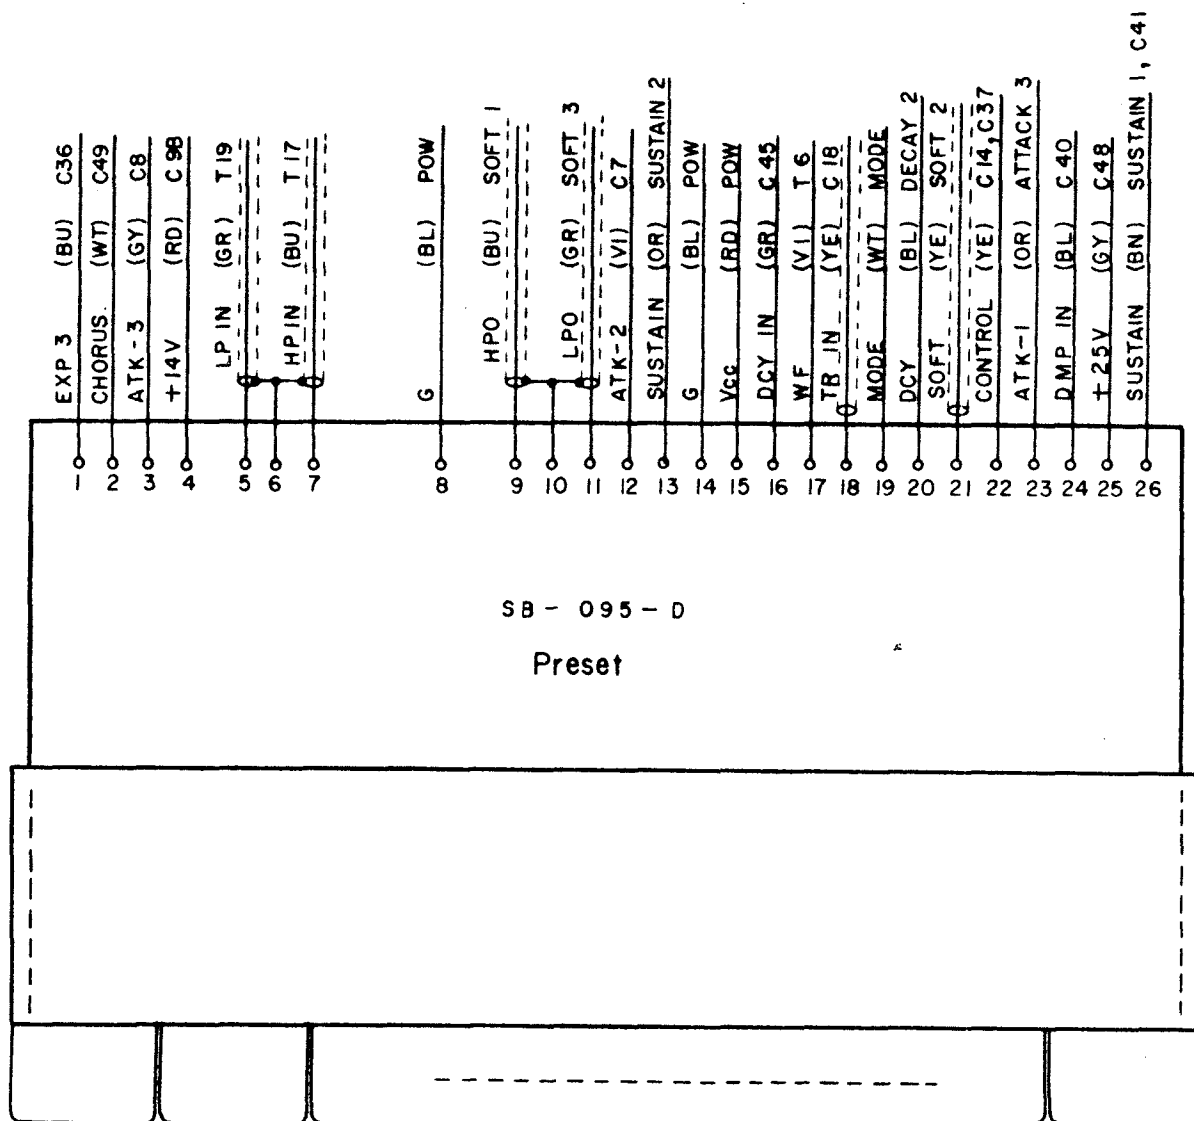 EXP 3 (BU) C36
CHORUS (WT) C49
ATK-3 (GY) C8
+14V (RD) C9B
LP IN (GR) T19
HPIN (BU) T17
G (BL) POW
HPO (BU) SOFT 1
LPO (GR) SOFT 3
ATK-2 (VI) C7
SUSTAIN (OR) SUSTAIN 2
G (BL) POW
Vcc (RD) POW
DCY IN (GR) C45
WF (VI) T6
TB IN (YE) C18
MODE (WT) MODE
DCY (BL) DECAY 2
SOFT (YE) SOFT 2
CONTROL (YE) C14, C37
ATK-1 (OR) ATTACK 3
DMP IN (BL) C40
+25V (GY) C48
SUSTAIN (BN) SUSTAIN 1, C41
1 2 3 4 5 6 7 8 9 10 11 12 13 14 15 16 17 18 19 20 21 22 23 24 25 26
SB-095-D
Preset